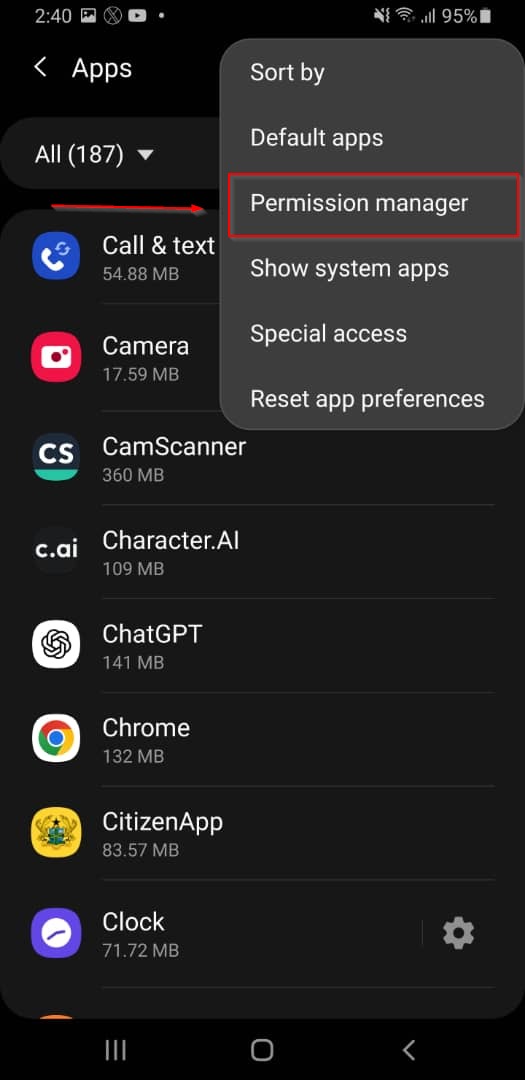 2:40
95%
Apps
Sort by
Default apps
Permission manager
Show system apps
Special access
Reset app preferences
All (187)
Call & text
54.88 MB
Camera
17.59 MB
CS
CamScanner
360 MB
c.ai
Character.AI
109 MB
ChatGPT
141 MB
Chrome
132 MB
CitizenApp
83.57 MB
Clock
71.72 MB